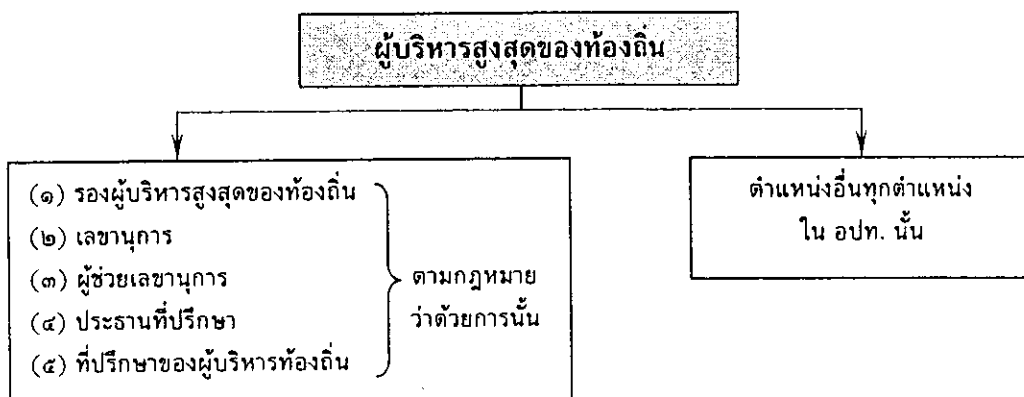 ผู้บริหารสูงสุดของท้องถิ่น
(๑) รองผู้บริหารสูงสุดของท้องถิ่น
(๒) เลขานุการ
(๓) ผู้ช่วยเลขานุการ
(๔) ประธานที่ปรึกษา
(๕) ที่ปรึกษาของผู้บริหารท้องถิ่น
ตามกฎหมาย
ว่าด้วยการนั้น
ตำแหน่งอื่นทุกตำแหน่ง
ใน อปท. นั้น